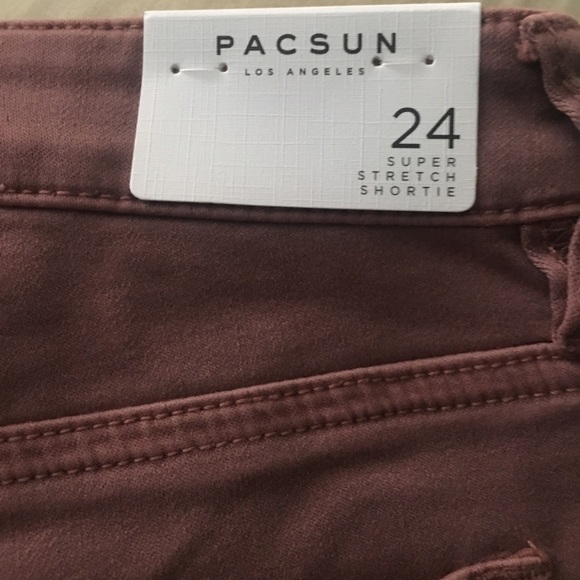 PACSUN
LOS ANGELES
24
SUPER
STRETCH
SHORTIE